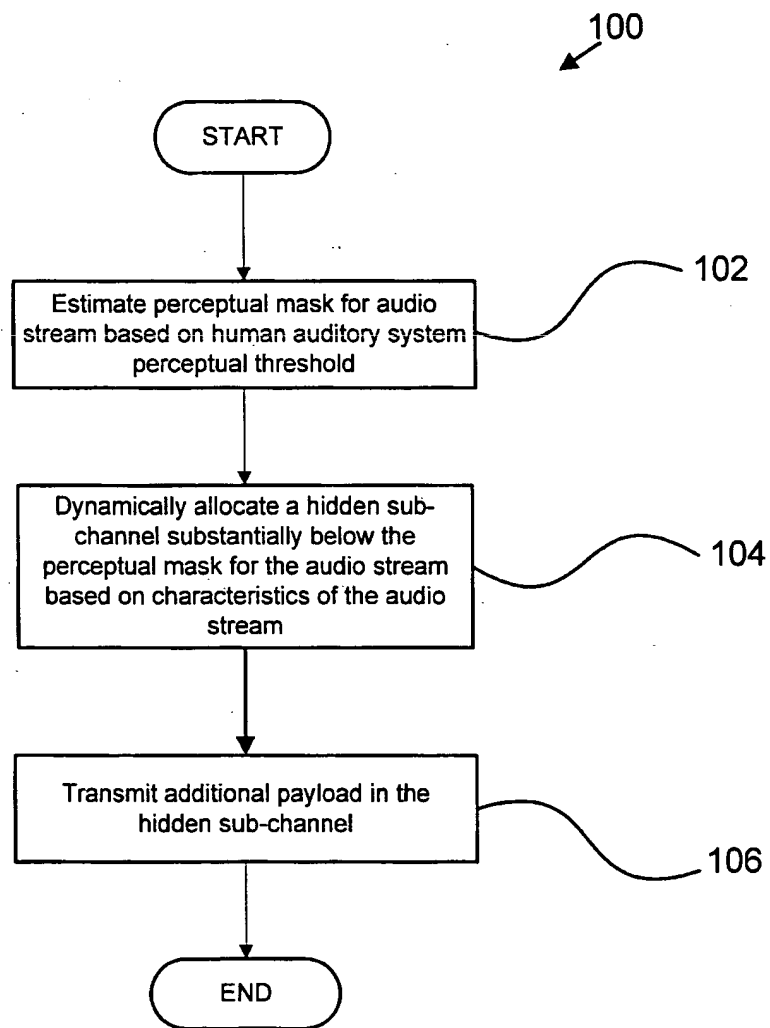 100
START
Estimate perceptual mask for audio
stream based on human auditory system
perceptual threshold
102
Dynamically allocate a hidden sub-
channel substantially below the
perceptual mask for the audio stream
based on characteristics of the audio
stream
104
Transmit additional payload in the
hidden sub-channel
106
END